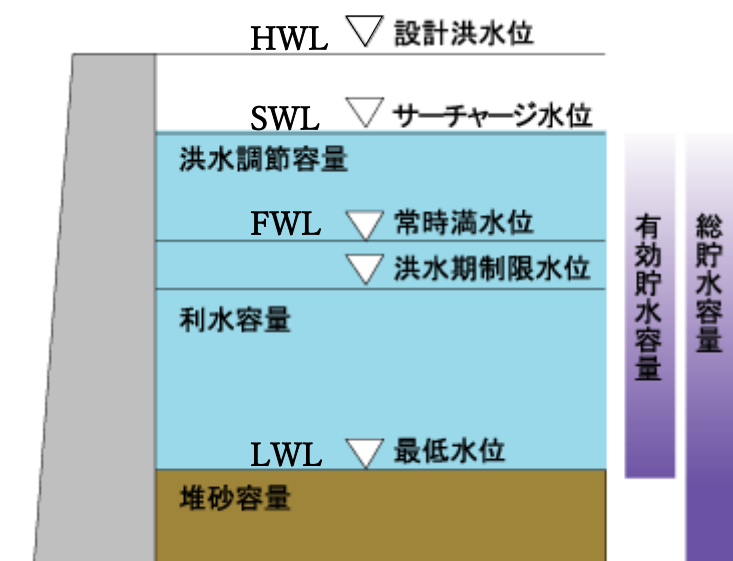 HWL 設計洪水位
SWL サーチャージ水位
洪水調節容量
FWL 常時満水位
洪水期制限水位
利水容量
LWL 最低水位
堆砂容量
有効貯水容量
総貯水容量